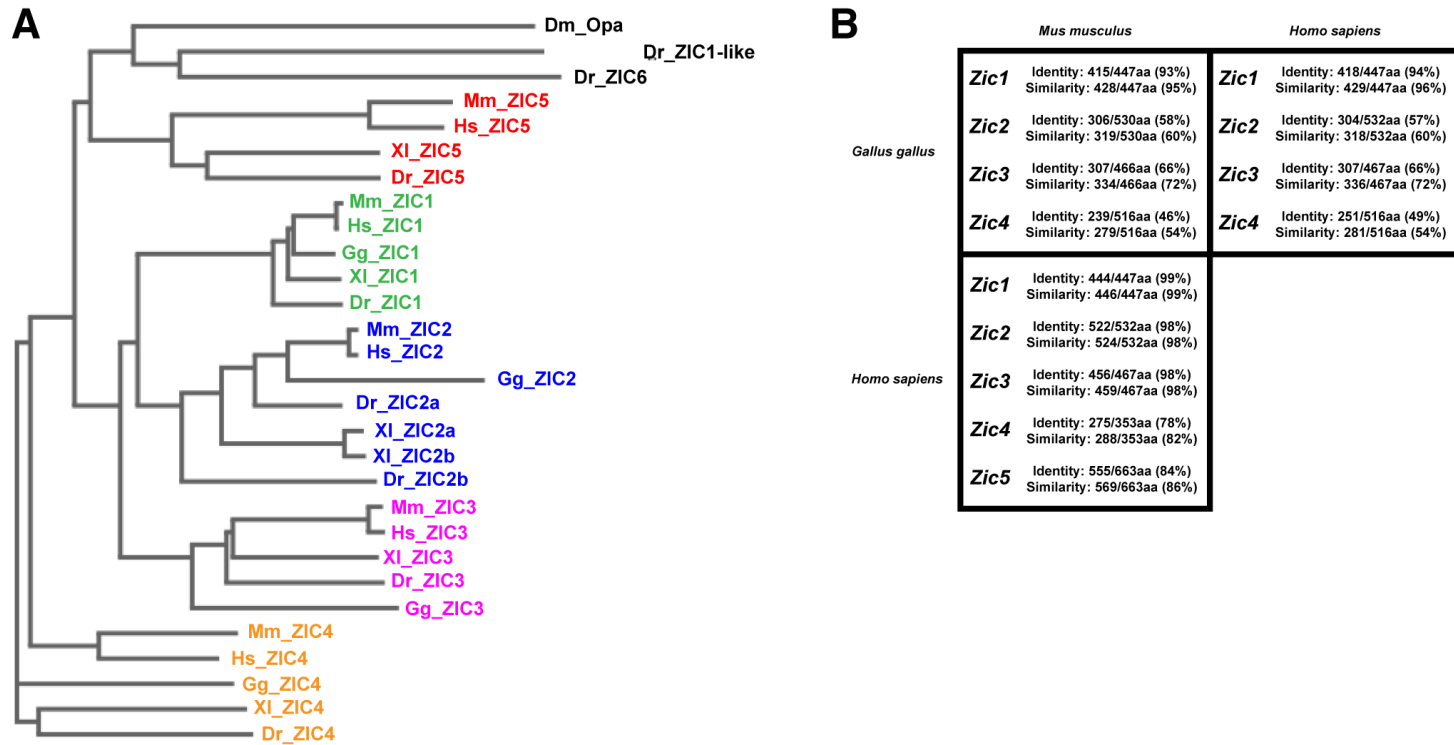 A
Dm_Opa
Dr_ZIC1-like
Dr_ZIC6
Mm_ZIC5
Hs_ZIC5
Xl_ZIC5
Dr_ZIC5
Mm_ZIC1
Hs_ZIC1
Gg_ZIC1
Xl_ZIC1
Dr_ZIC1
Mm_ZIC2
Hs_ZIC2
Gg_ZIC2
Dr_ZIC2a
Xl_ZIC2a
Xl_ZIC2b
Dr_ZIC2b
Mm_ZIC3
Hs_ZIC3
Xl_ZIC3
Dr_ZIC3
Gg_ZIC3
Mm_ZIC4
Hs_ZIC4
Gg_ZIC4
Xl_ZIC4
Dr_ZIC4
B
Mus musculus
Homo sapiens
Gallus gallus
Zic1
Identity: 415/447aa (93%)
Similarity: 428/447aa (95%)
Zic2
Identity: 306/530aa (58%)
Similarity: 319/530aa (60%)
Zic3
Identity: 307/466aa (66%)
Similarity: 334/466aa (72%)
Zic4
Identity: 239/516aa (46%)
Similarity: 279/516aa (54%)
Zic1
Identity: 418/447aa (94%)
Similarity: 429/447aa (96%)
Zic2
Identity: 304/532aa (57%)
Similarity: 318/532aa (60%)
Zic3
Identity: 307/467aa (66%)
Similarity: 336/467aa (72%)
Zic4
Identity: 251/516aa (49%)
Similarity: 281/516aa (54%)
Homo sapiens
Zic1
Identity: 444/447aa (99%)
Similarity: 446/447aa (99%)
Zic2
Identity: 522/532aa (98%)
Similarity: 524/532aa (98%)
Zic3
Identity: 456/467aa (98%)
Similarity: 459/467aa (98%)
Zic4
Identity: 275/353aa (78%)
Similarity: 288/353aa (82%)
Zic5
Identity: 555/663aa (84%)
Similarity: 569/663aa (86%)